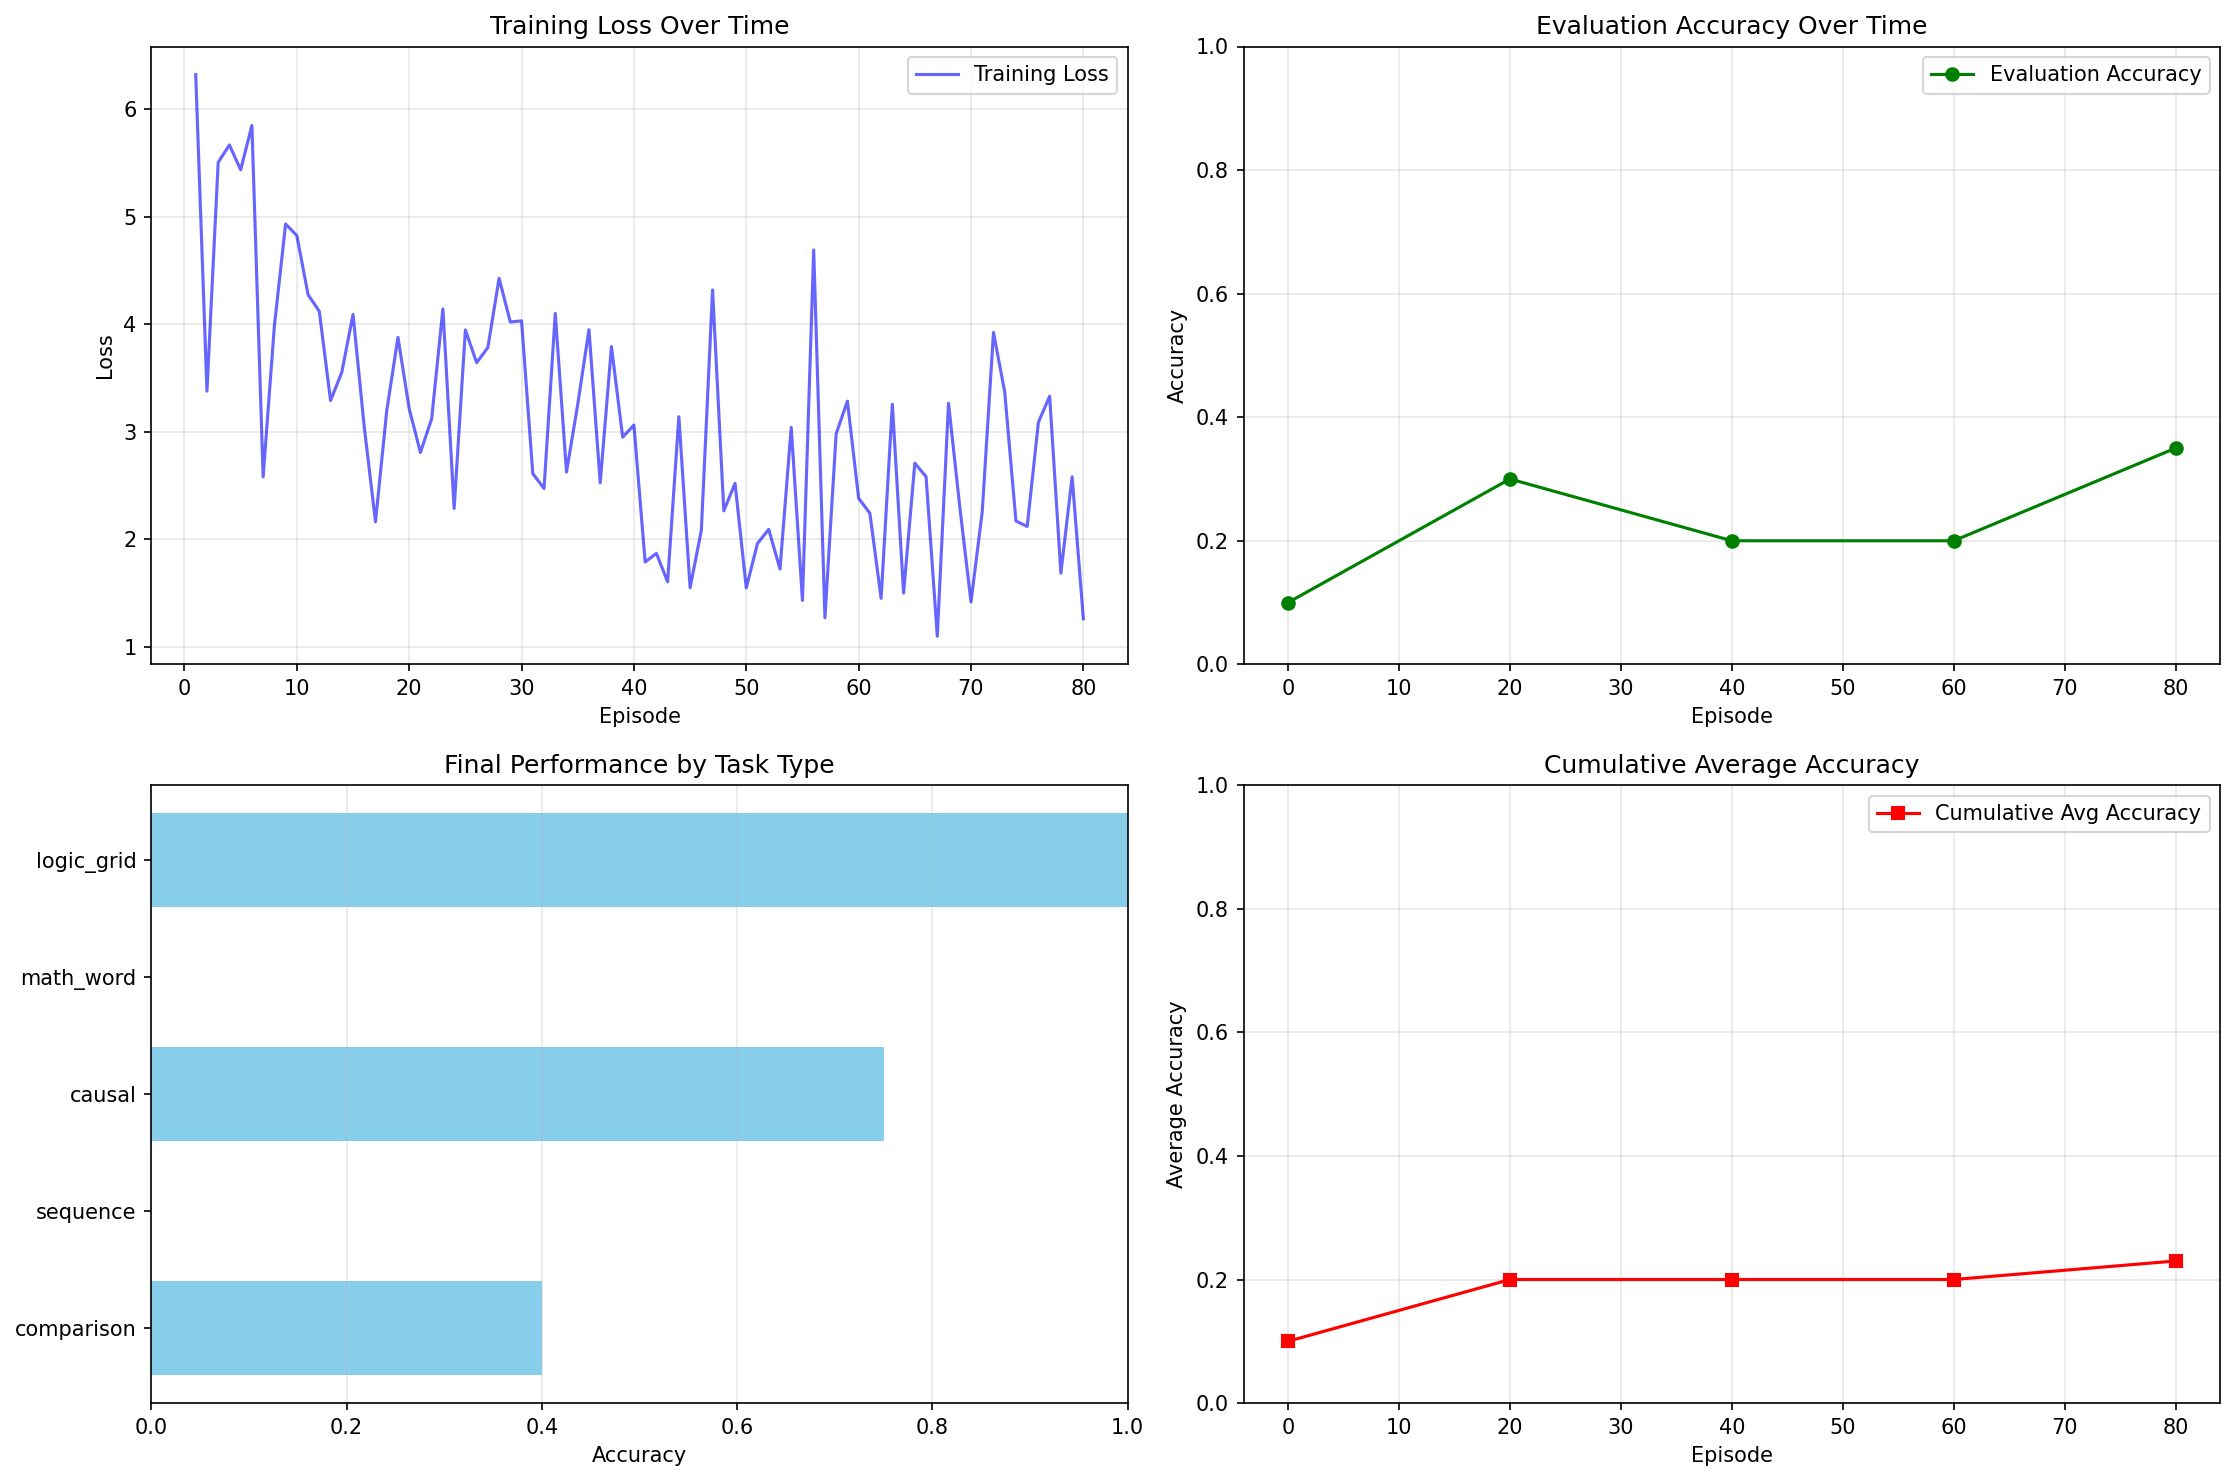 Training Loss Over Time
Training Loss
6
5
4
3
2
1
Loss
0 10 20 30 40 50 60 70 80
Episode
Evaluation Accuracy Over Time
Evaluation Accuracy
1.0
0.8
0.6
0.4
0.2
0.0
Accuracy
0 10 20 30 40 50 60 70 80
Episode
Final Performance by Task Type
logic_grid
math_word
causal
sequence
comparison
0.0 0.2 0.4 0.6 0.8 1.0
Accuracy
Cumulative Average Accuracy
Cumulative Avg Accuracy
1.0
0.8
0.6
0.4
0.2
0.0
Average Accuracy
0 10 20 30 40 50 60 70 80
Episode